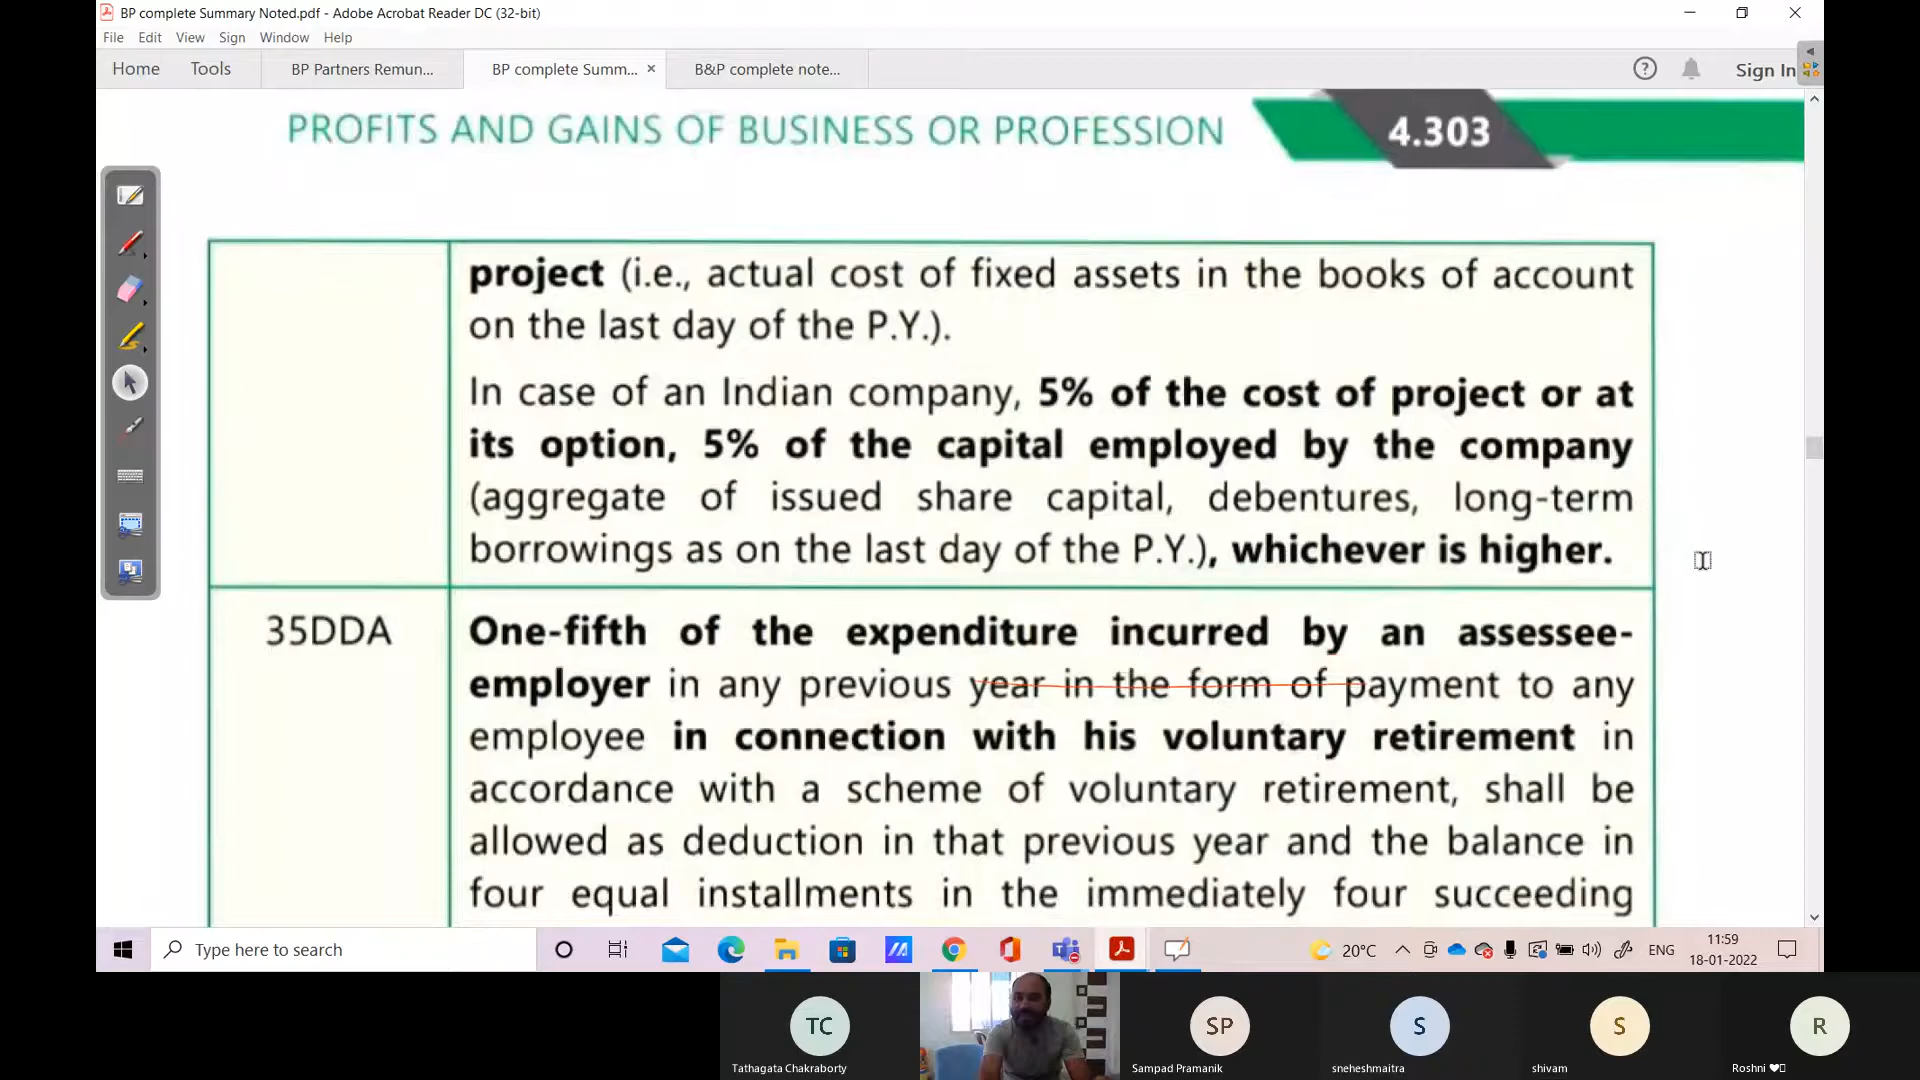 BP complete Summary Noted.pdf - Adobe Acrobat Reader DC (32-bit)
File Edit View Sign Window Help
Home Tools BP Partners Remun... BP complete Summ... B&P complete note... Sign In
PROFITS AND GAINS OF BUSINESS OR PROFESSION 4.303
project (i.e., actual cost of fixed assets in the books of account
on the last day of the P.Y.).
In case of an Indian company, 5% of the cost of project or at
its option, 5% of the capital employed by the company
(aggregate of issued share capital, debentures, long-term
borrowings as on the last day of the P.Y.), whichever is higher.
35DDA One-fifth of the expenditure incurred by an assessee-
employer in any previous year in the form of payment to any
employee in connection with his voluntary retirement in
accordance with a scheme of voluntary retirement, shall be
allowed as deduction in that previous year and the balance in
four equal installments in the immediately four succeeding
Type here to search 20°C ENG 11:59
18-01-2022
TC SP S S R
Tathagata Chakraborty Sampad Pramanik sneheshmaitra shivam Roshni ❤